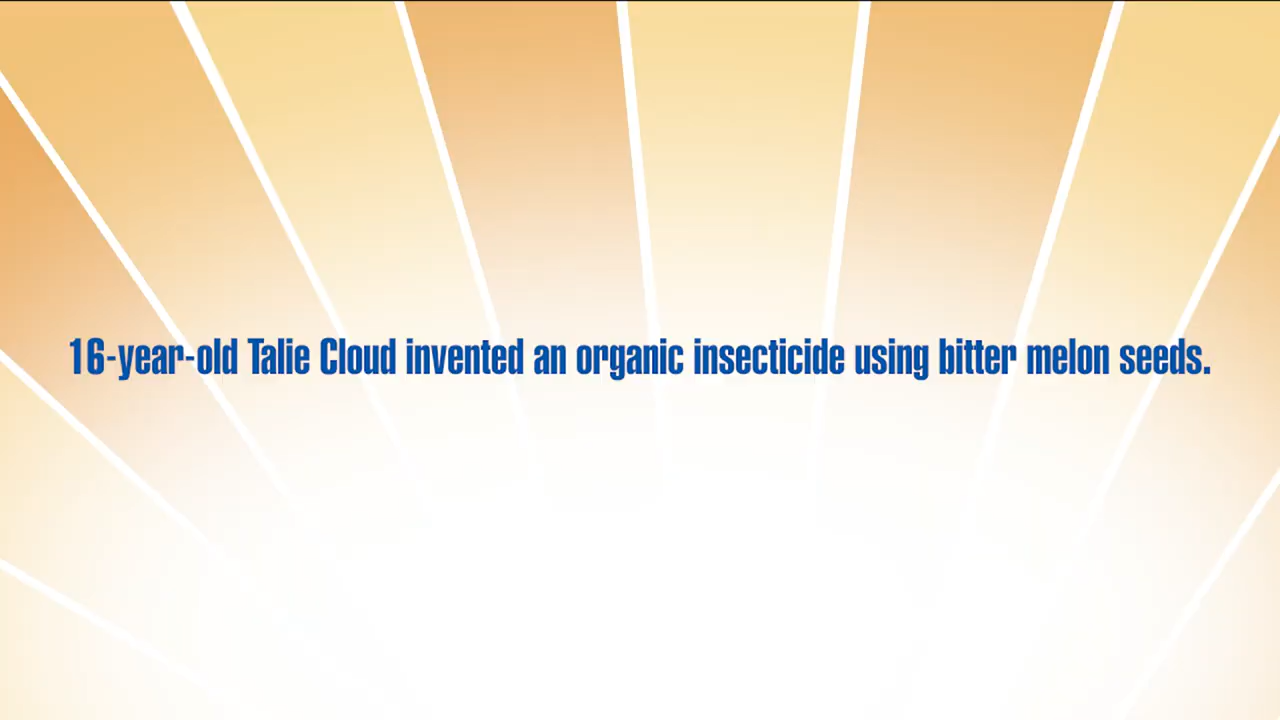 16-year-old Talie Cloud invented an organic insecticide using bitter melon seeds.